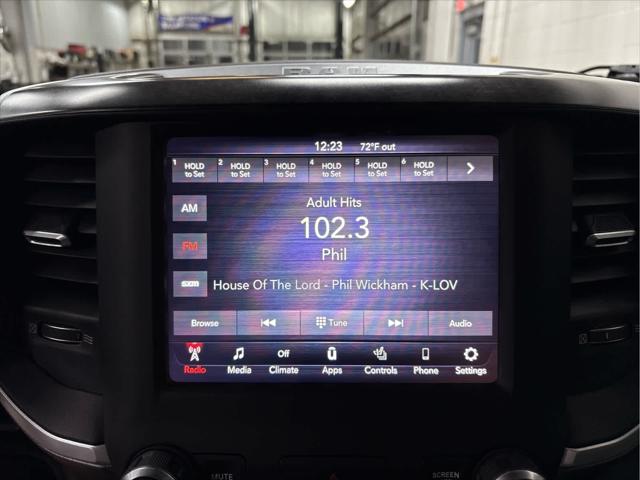 RAM
12:23 72°F out
1 HOLD to Set 2 HOLD to Set 3 HOLD to Set 4 HOLD to Set 5 HOLD to Set 6 HOLD to Set
AM
Adult Hits
102.3
FM
Phil
sxm
House Of The Lord - Phil Wickham - K-LOV
Browse Tune Audio
Off
Radio Media Climate Apps Controls Phone Settings
MUTE SCREEN